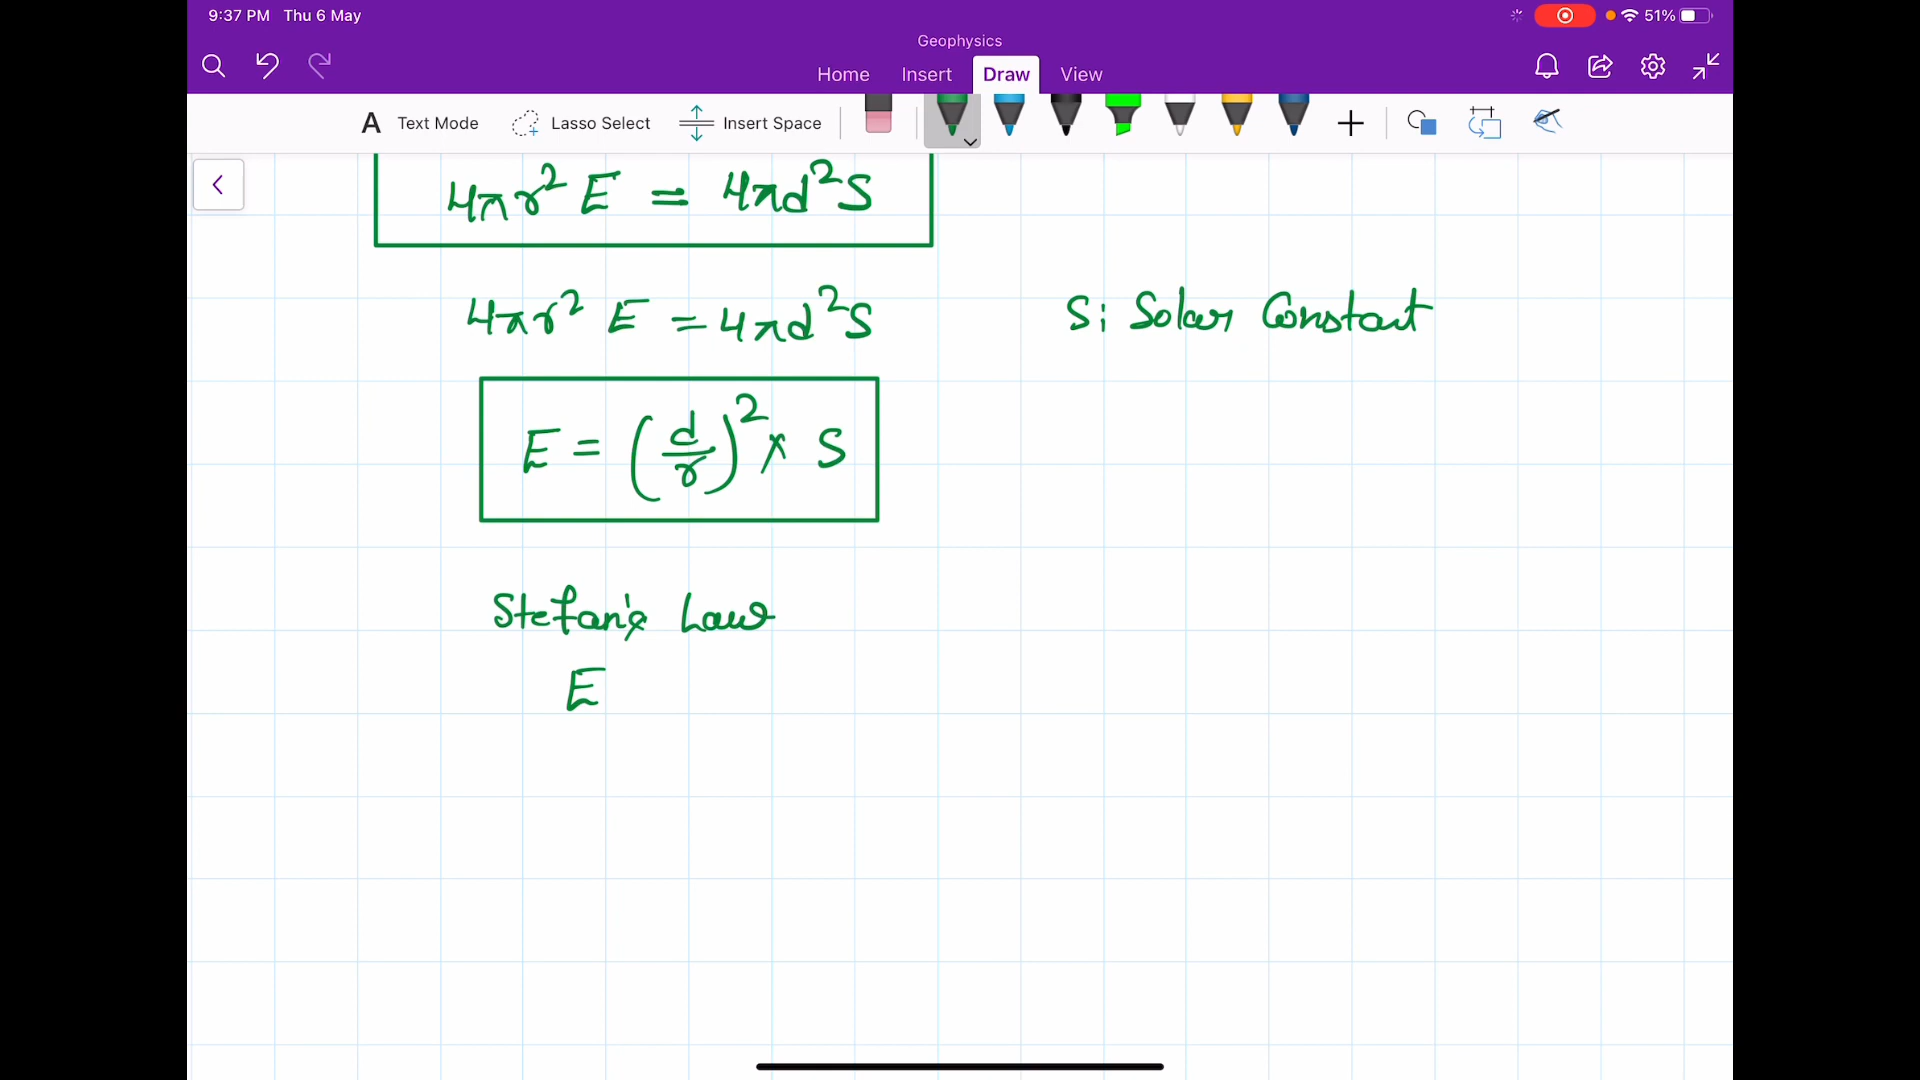 9:37 PM Thu 6 May
51%
Geophysics
Home Insert Draw View
A Text Mode Lasso Select Insert Space
4πr² E = 4πd²S
4πr² E = 4πd²S
S: Solar Constant
E = (d/r)² × S
Stefan's Law
E